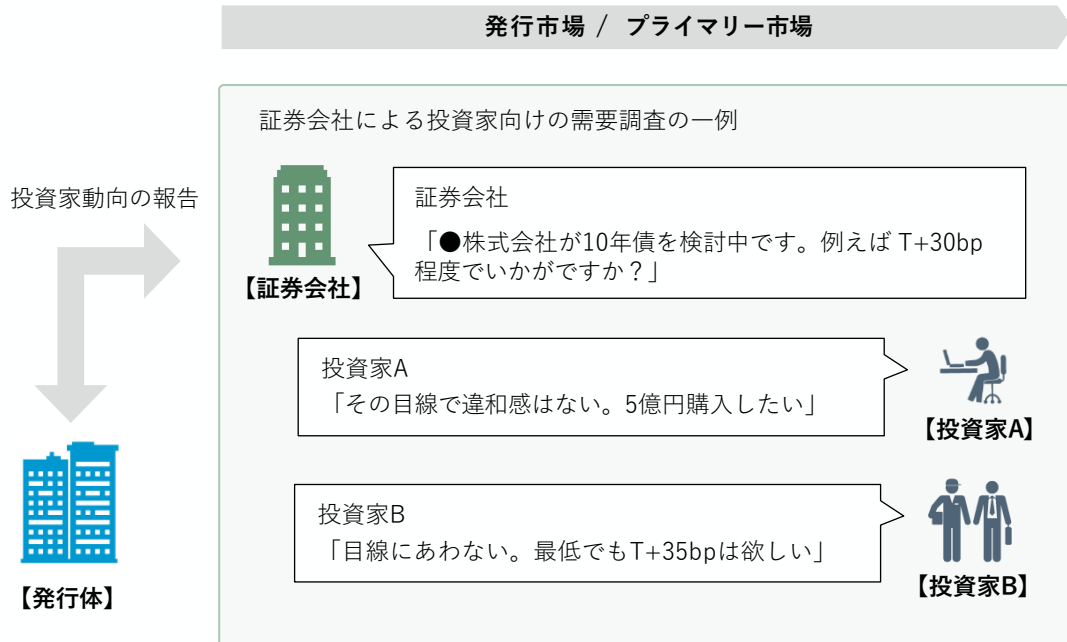 発行市場 / プライマリー市場
証券会社による投資家向けの需要調査の一例
投資家動向の報告
証券会社
「●株式会社が10年債を検討中です。例えば T+30bp
程度でいかがですか？」
【証券会社】
投資家A
「その目線で違和感はない。5億円購入したい」
【投資家A】
投資家B
「目線にあわない。最低でもT+35bpは欲しい」
【投資家B】
【発行体】